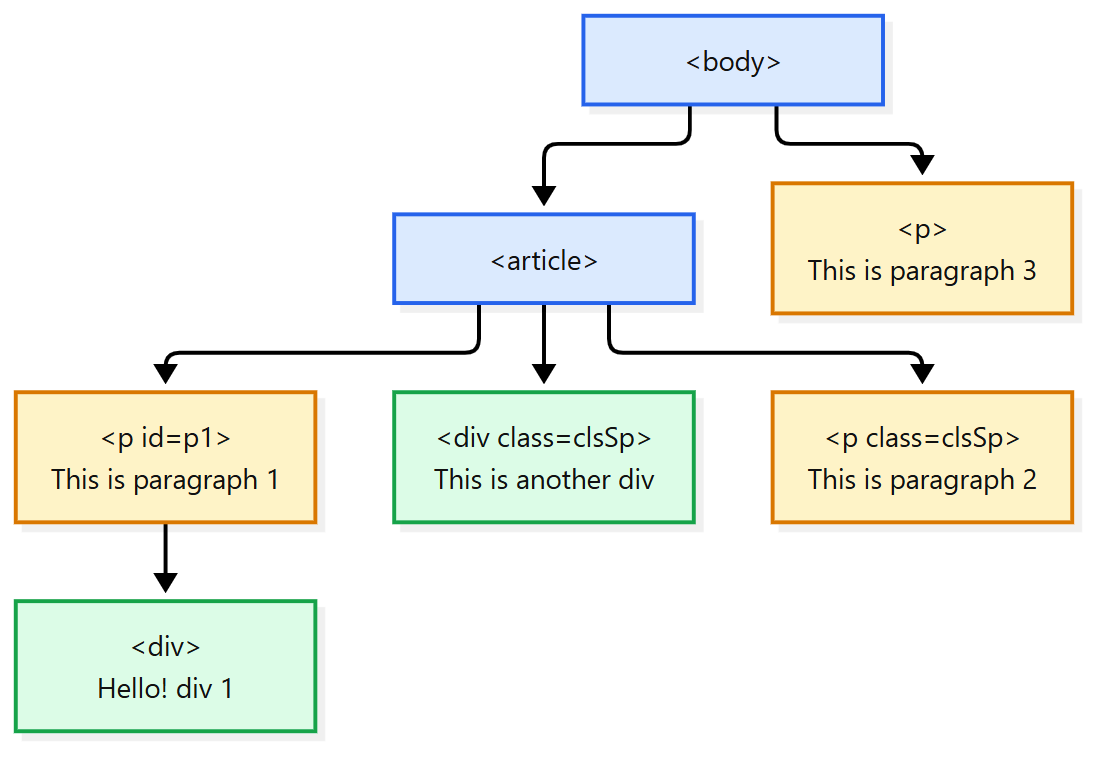 <body>
<article>
<p>
This is paragraph 3
<p id=p1>
This is paragraph 1
<div class=clsSp>
This is another div
<p class=clsSp>
This is paragraph 2
<div>
Hello! div 1